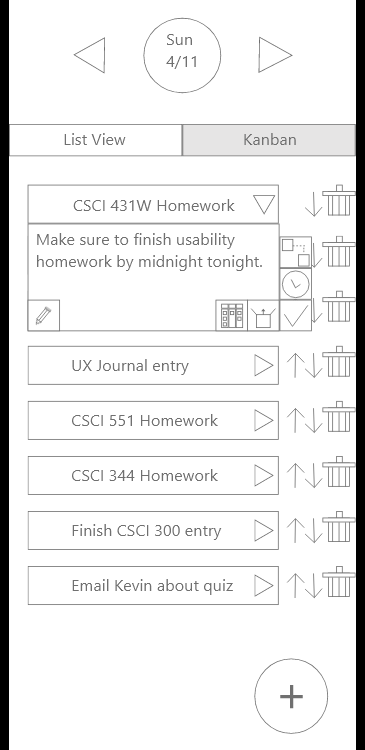 Sun
4/11
List View
Kanban
CSCI 431W Homework
Make sure to finish usability
homework by midnight tonight.
UX Journal entry
CSCI 551 Homework
CSCI 344 Homework
Finish CSCI 300 entry
Email Kevin about quiz
+